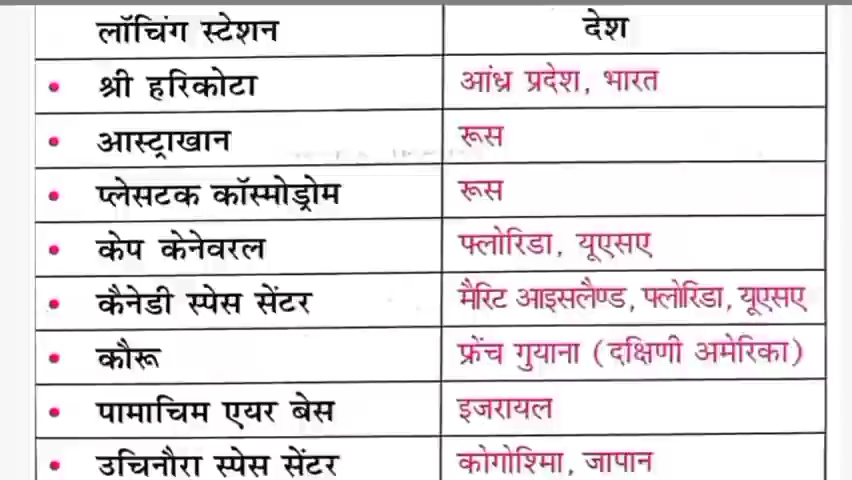 लॉचिंग स्टेशन देश
• श्री हरिकोटा आंध्र प्रदेश, भारत
• आस्ट्राखान रूस
• प्लेसटक कॉस्मोड्रोम रूस
• केप केनेवरल फ्लोरिडा, यूएसए
• कैनेडी स्पेस सेंटर मैरिट आइसलैण्ड, फ्लोरिडा, यूएसए
• कौरू फ्रेंच गुयाना (दक्षिणी अमेरिका)
• पामाचिम एयर बेस इजरायल
• उचिनौरा स्पेस सेंटर कोगोश्मिा, जापान